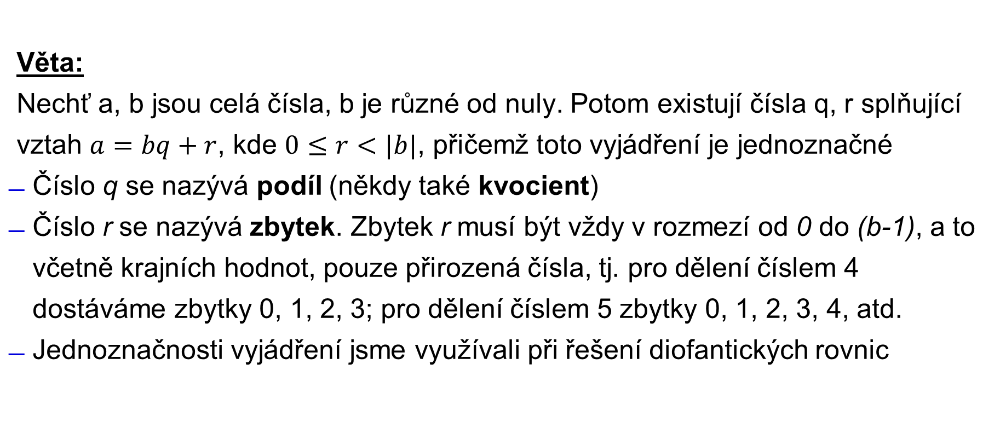 Věta:
Nechť a, b jsou celá čísla, b je různé od nuly. Potom existují čísla q, r splňující
vztah a = bq + r, kde 0 ≤ r < |b|, přičemž toto vyjádření je jednoznačné
– Číslo q se nazývá podíl (někdy také kvocient)
– Číslo r se nazývá zbytek. Zbytek r musí být vždy v rozmezí od 0 do (b-1), a to
včetně krajních hodnot, pouze přirozená čísla, tj. pro dělení číslem 4
dostáváme zbytky 0, 1, 2, 3; pro dělení číslem 5 zbytky 0, 1, 2, 3, 4, atd.
– Jednoznačnosti vyjádření jsme využívali při řešení diofantických rovnic